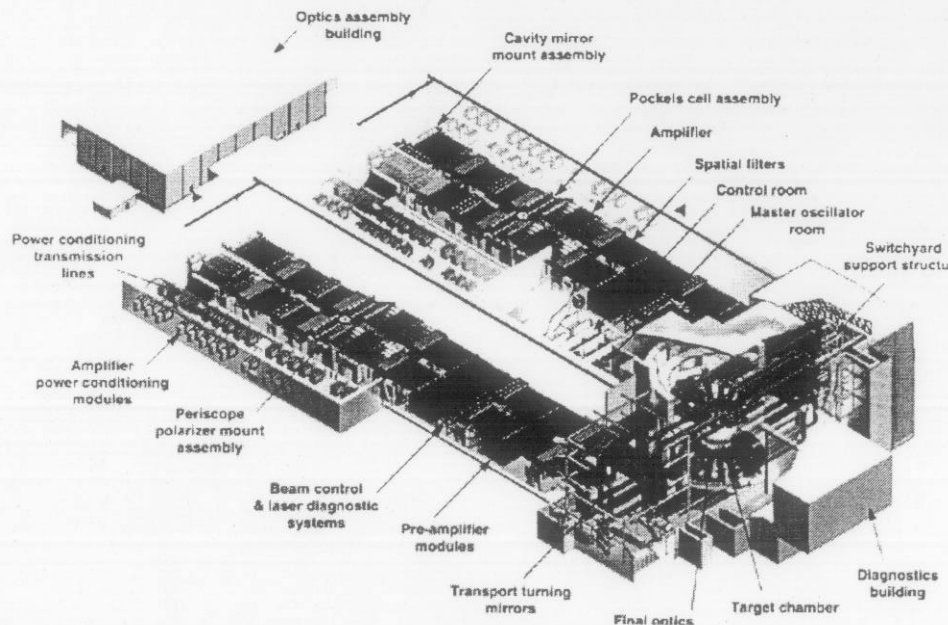 Optics assembly
building
Cavity mirror
mount assembly
Pockels cell assembly
Amplifier
Spatial filters
Control room
Master oscillator
room
Switchyard
support structu
Power conditioning
transmission
lines
Amplifier
power conditioning
modules
Periscope
polarizer mount
assembly
Beam control
& laser diagnostic
systems
Pre-amplifier
modules
Transport turning
mirrors
Final optics
Target chamber
Diagnostics
building